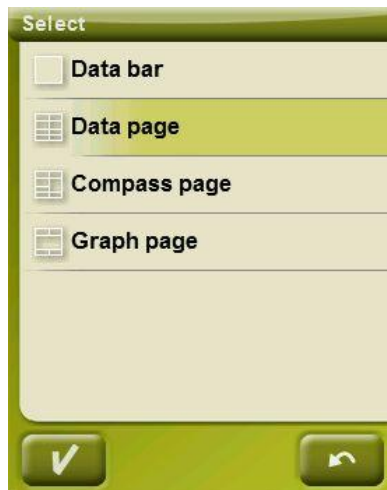 Select
Data bar
Data page
Compass page
Graph page